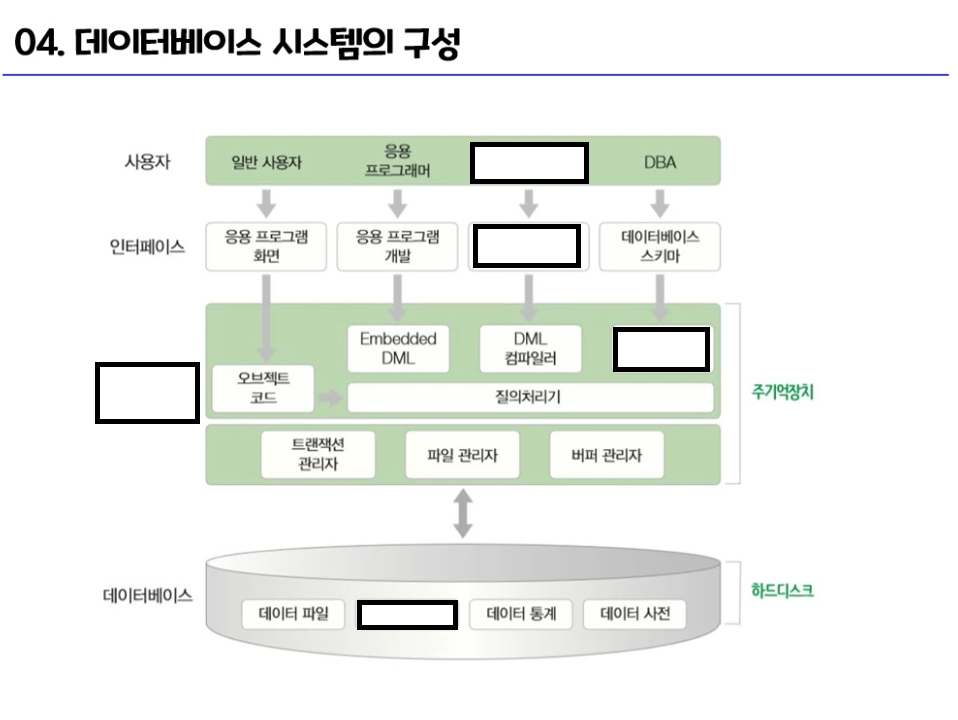 04. 데이터베이스 시스템의 구성
사용자
일반 사용자
응용
프로그래머
DBA
인터페이스
응용 프로그램
화면
응용 프로그램
개발
데이터베이스
스키마
Embedded
DML
DML
컴파일러
오브젝트
코드
질의처리기
주기억장치
트랜잭션
관리자
파일 관리자
버퍼 관리자
데이터베이스
데이터 파일
데이터 통계
데이터 사전
하드디스크